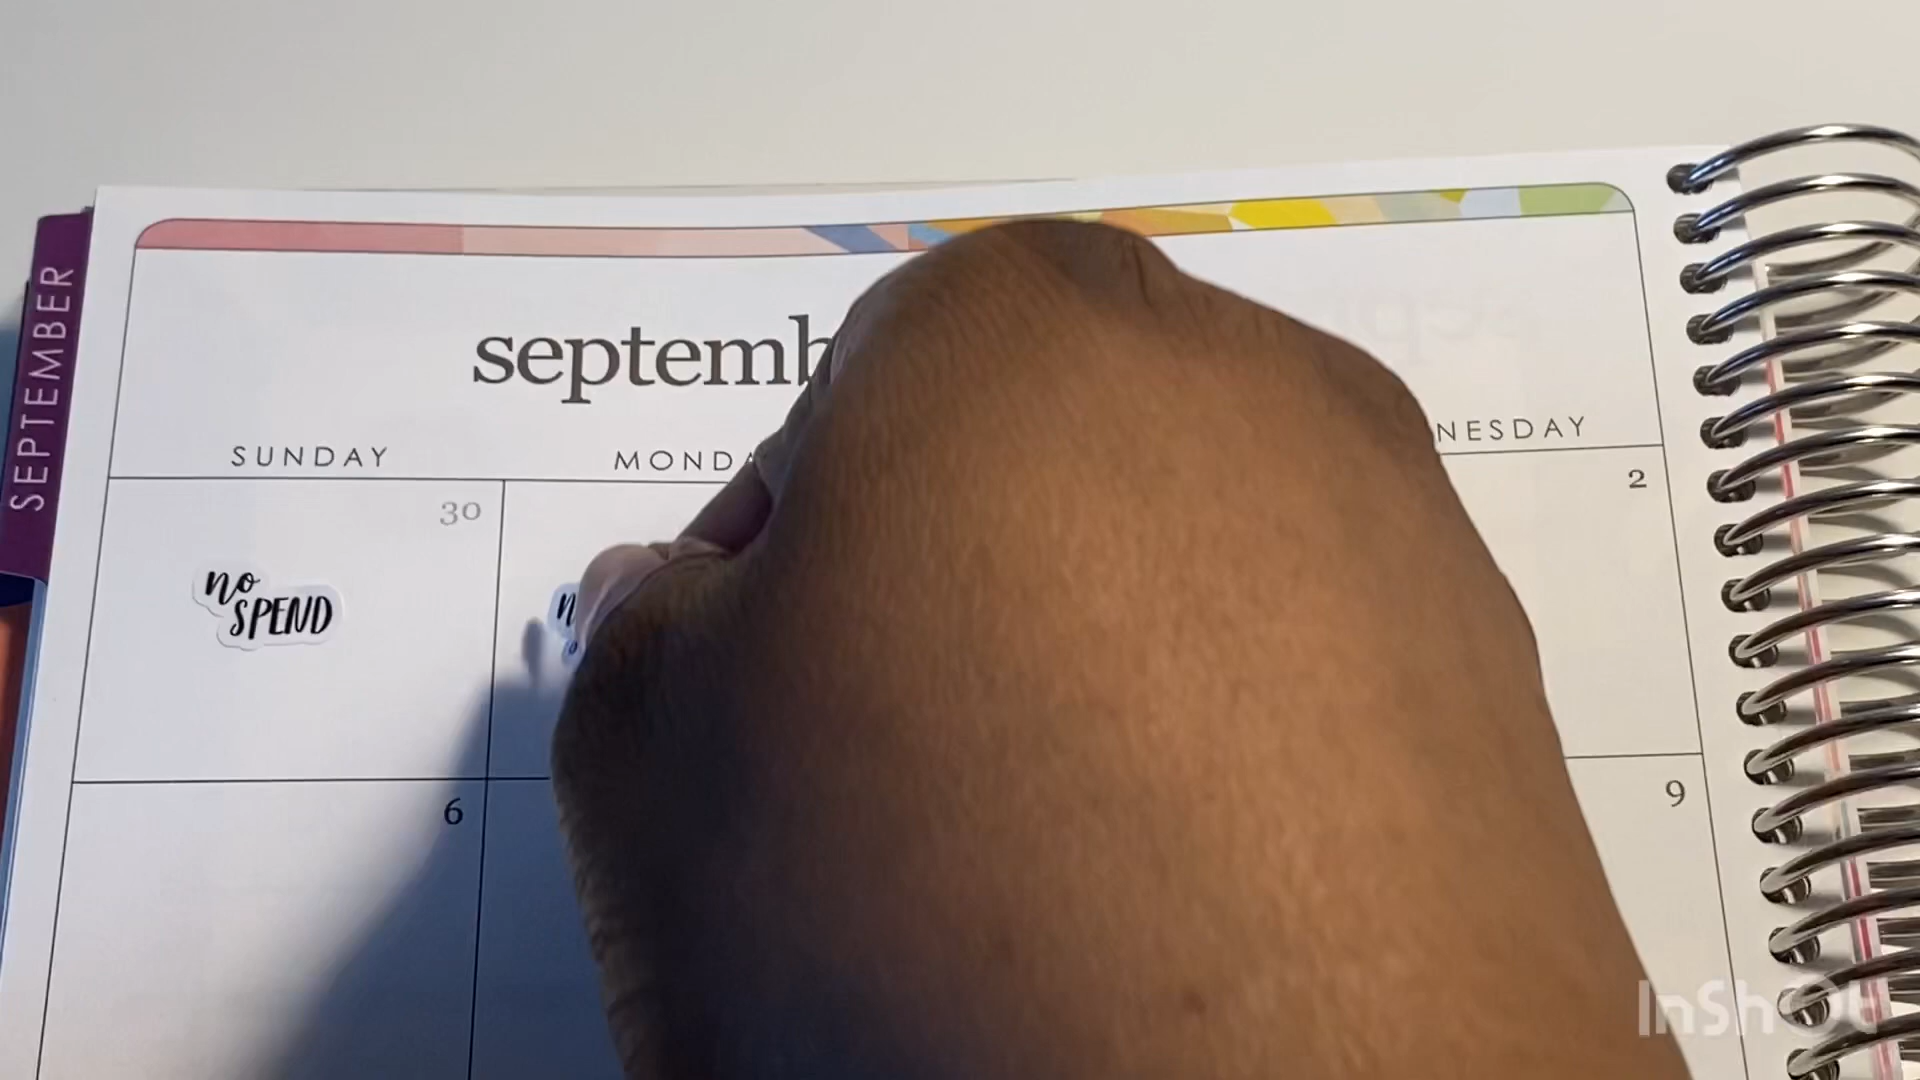 SEPTEMBER
septemb
SUNDAY
MONDA
NESDAY
30
2
no
SPEND
n
6
9
InShOt